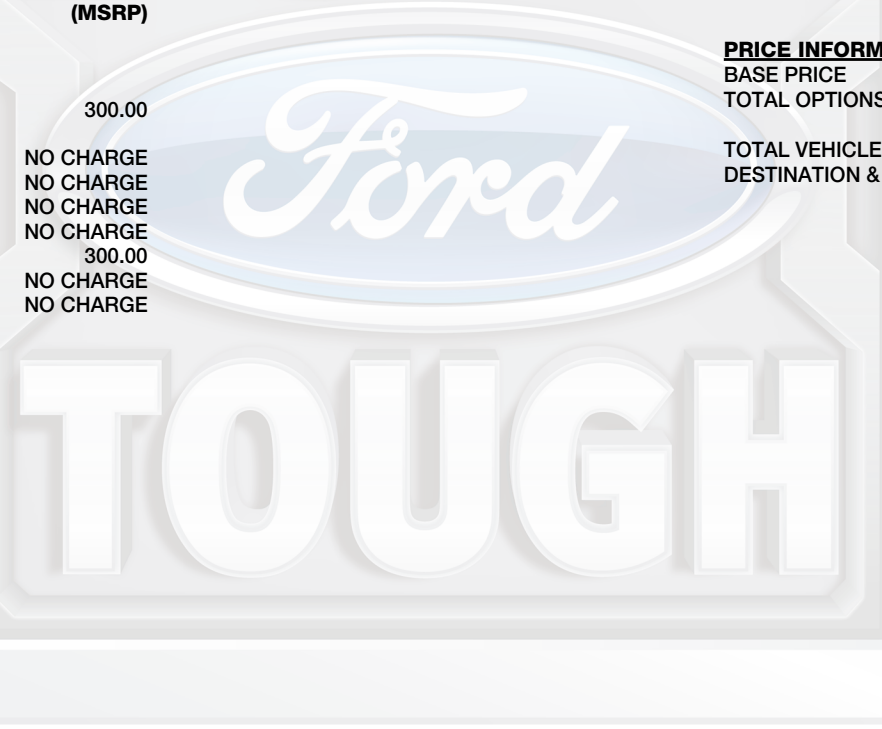 (MSRP)
300.00
NO CHARGE
NO CHARGE
NO CHARGE
NO CHARGE
300.00
NO CHARGE
NO CHARGE
PRICE INFORM
BASE PRICE
TOTAL OPTIONS
TOTAL VEHICLE
DESTINATION &
Ford
TOUGH